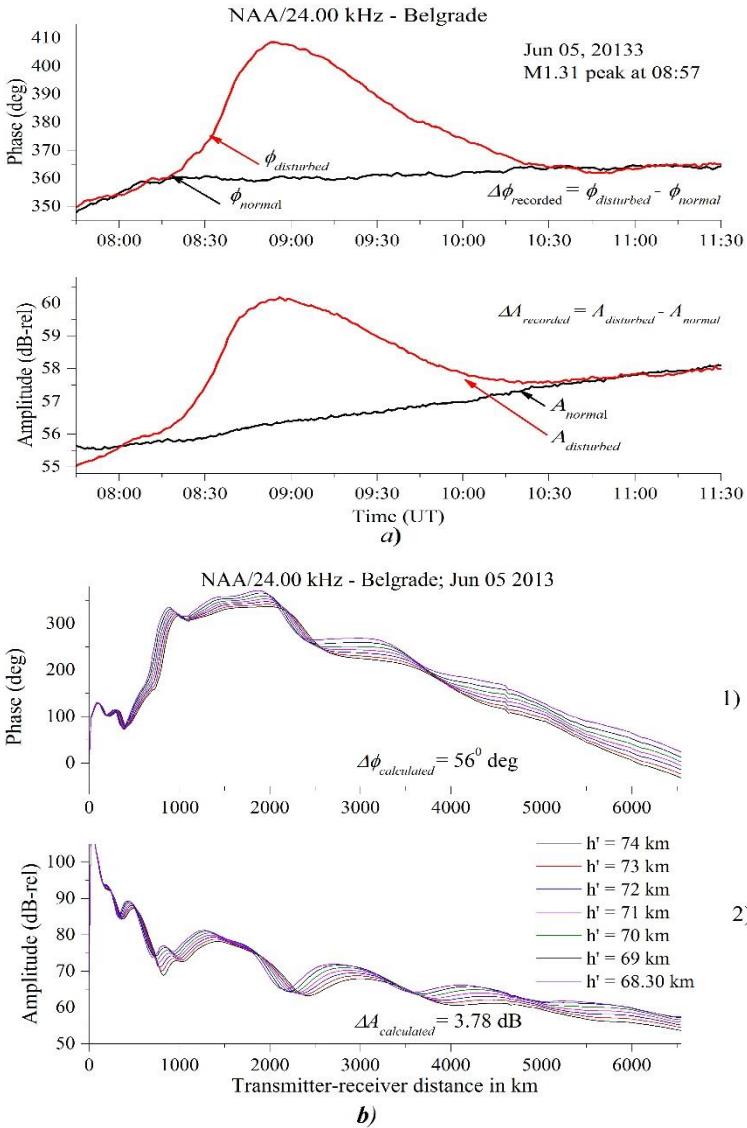 NAA/24.00 kHz - Belgrade
Jun 05, 20133
M1.31 peak at 08:57
Phase (deg)
410
400
390
380
370
360
350
ϕdisturbed
ϕnormal
Δϕrecorded = ϕdisturbed - ϕnormal
08:00 08:30 09:00 09:30 10:00 10:30 11:00 11:30
Amplitude (dB-rel)
60
59
58
57
56
55
ΔArecorded = Adisturbed - Anormal
Anormal
Adisturbed
08:00 08:30 09:00 09:30 10:00 10:30 11:00 11:30
Time (UT)
a)
NAA/24.00 kHz - Belgrade; Jun 05 2013
Phase (deg)
300
200
100
0
1)
Δϕcalculated = 56⁰ deg
0 1000 2000 3000 4000 5000 6000
Amplitude (dB-rel)
100
90
80
70
60
50
h' = 74 km
h' = 73 km
h' = 72 km
h' = 71 km
h' = 70 km
h' = 69 km
h' = 68.30 km
2)
ΔAcalculated = 3.78 dB
0 1000 2000 3000 4000 5000 6000
Transmitter-receiver distance in km
b)